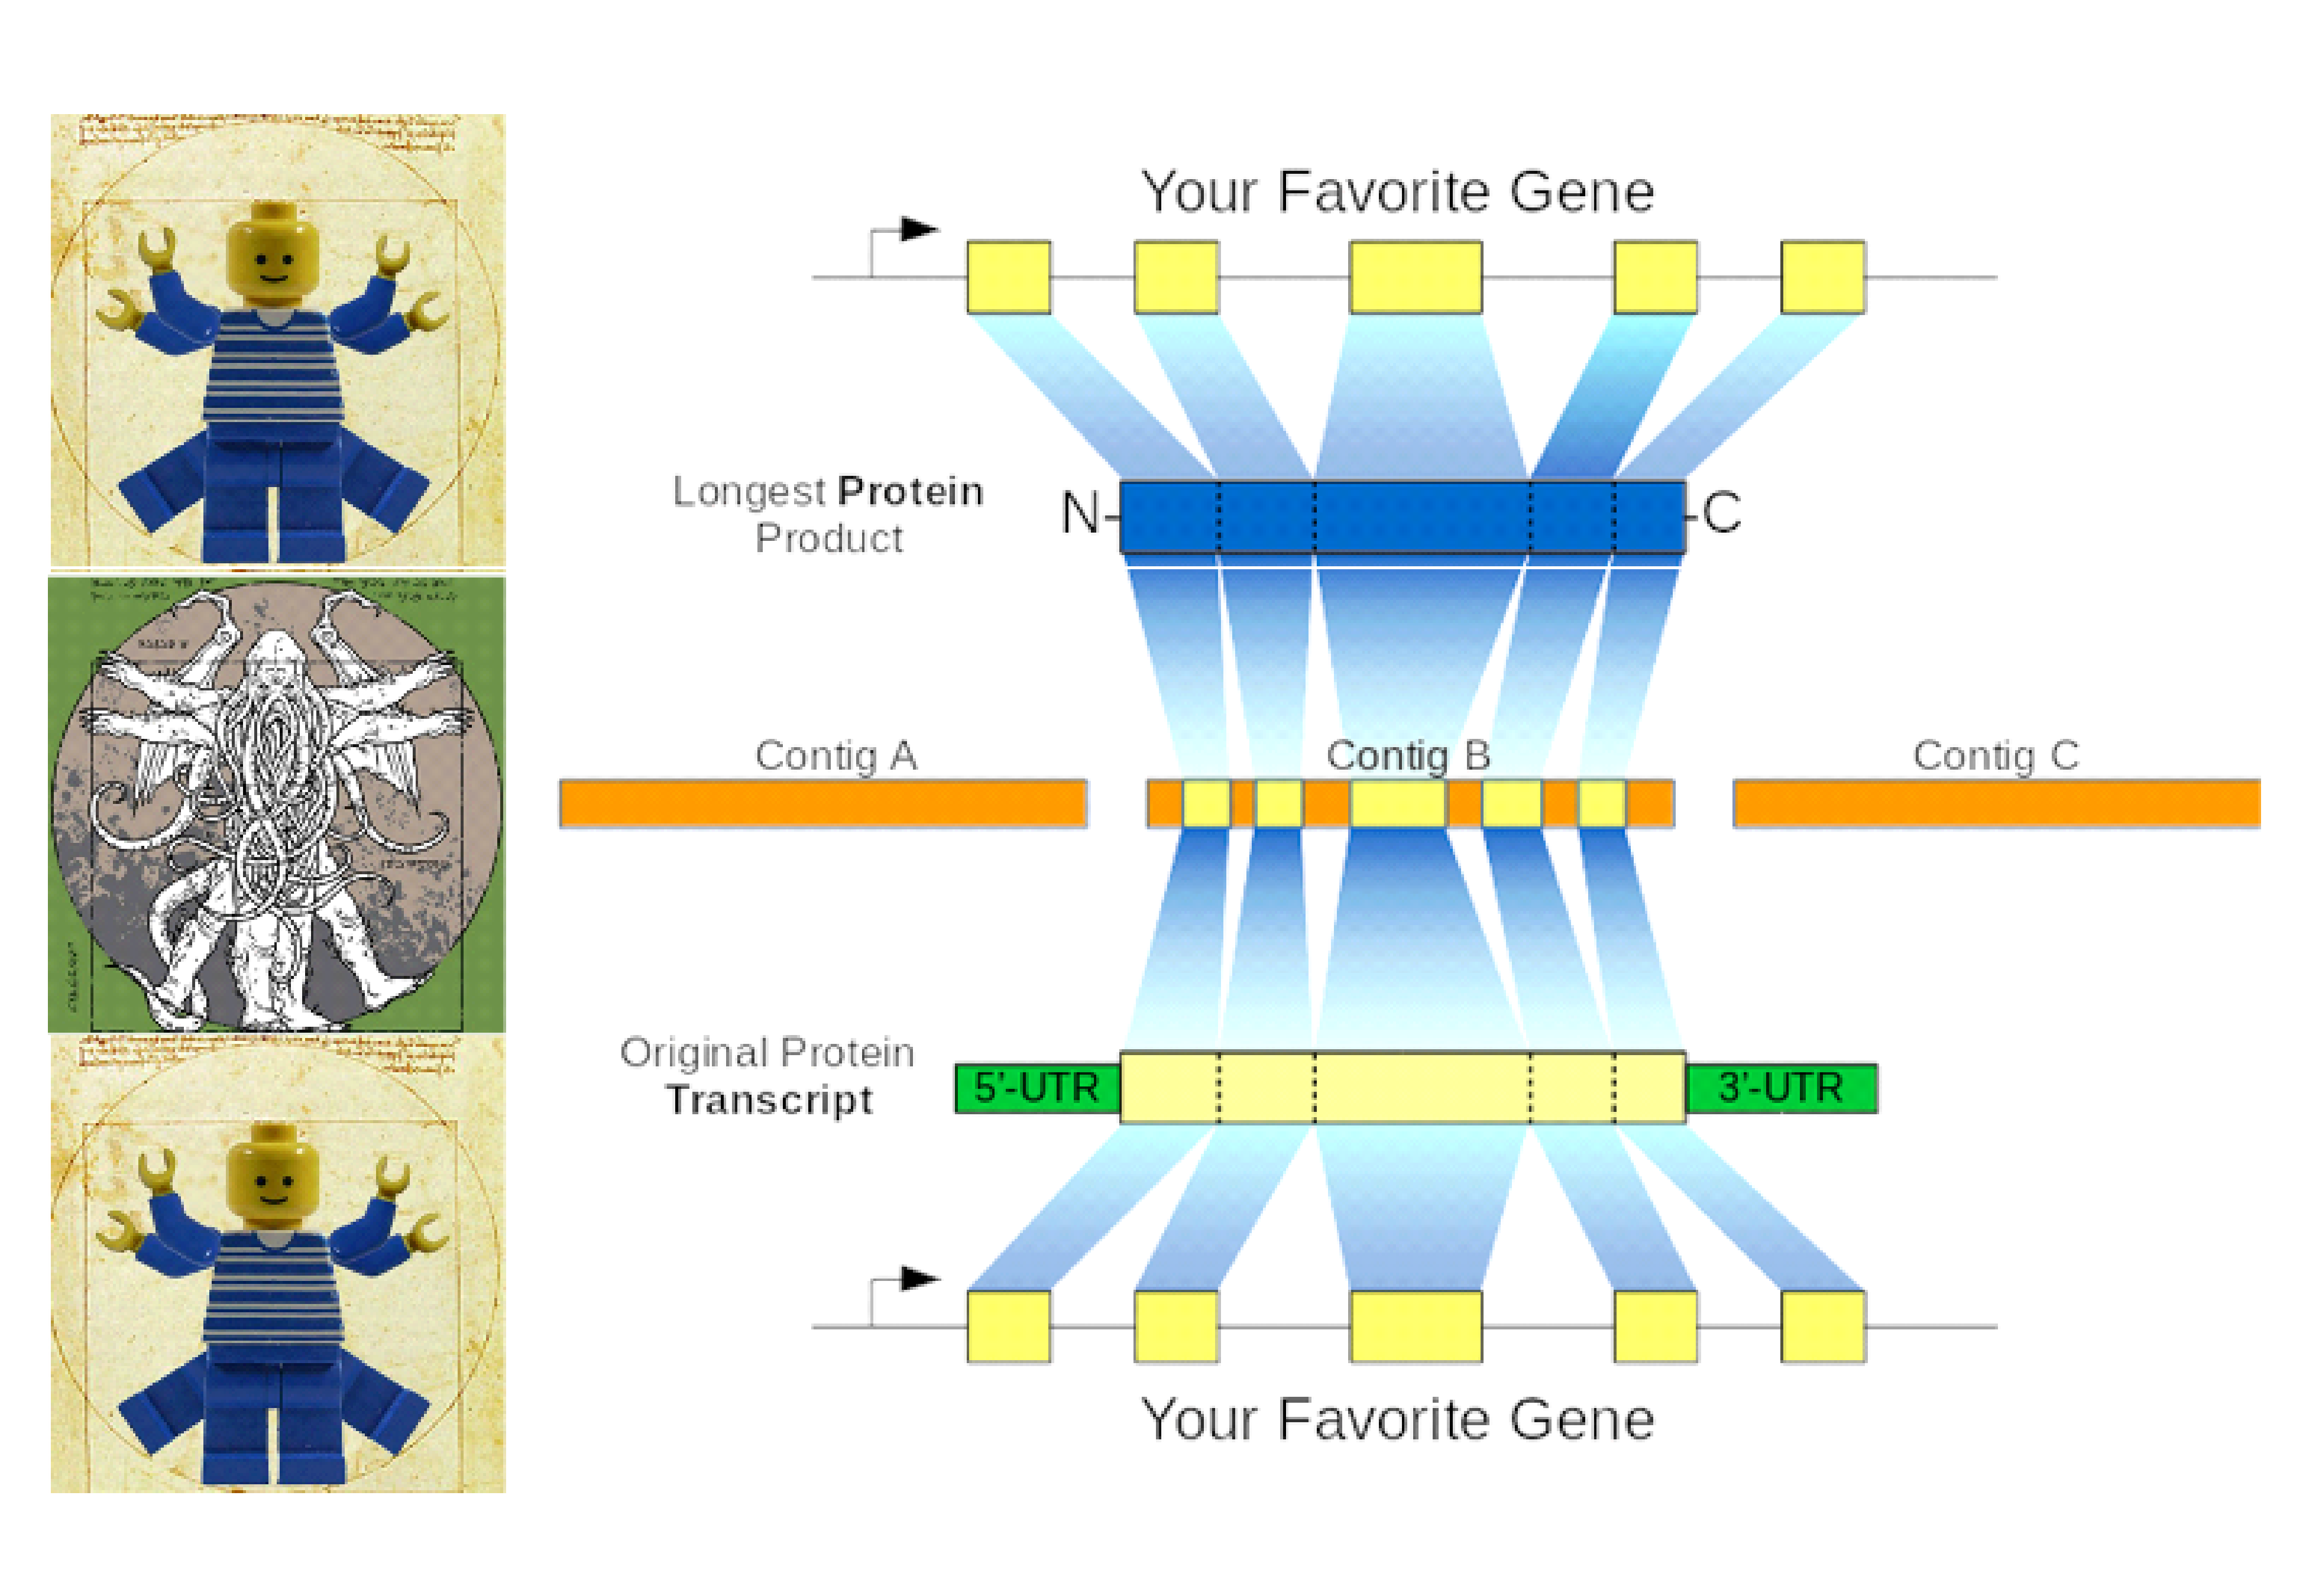 Your Favorite Gene
Longest Protein
Product
N
C
Contig A
Contig B
Contig C
Original Protein
Transcript
5’-UTR
3’-UTR
Your Favorite Gene